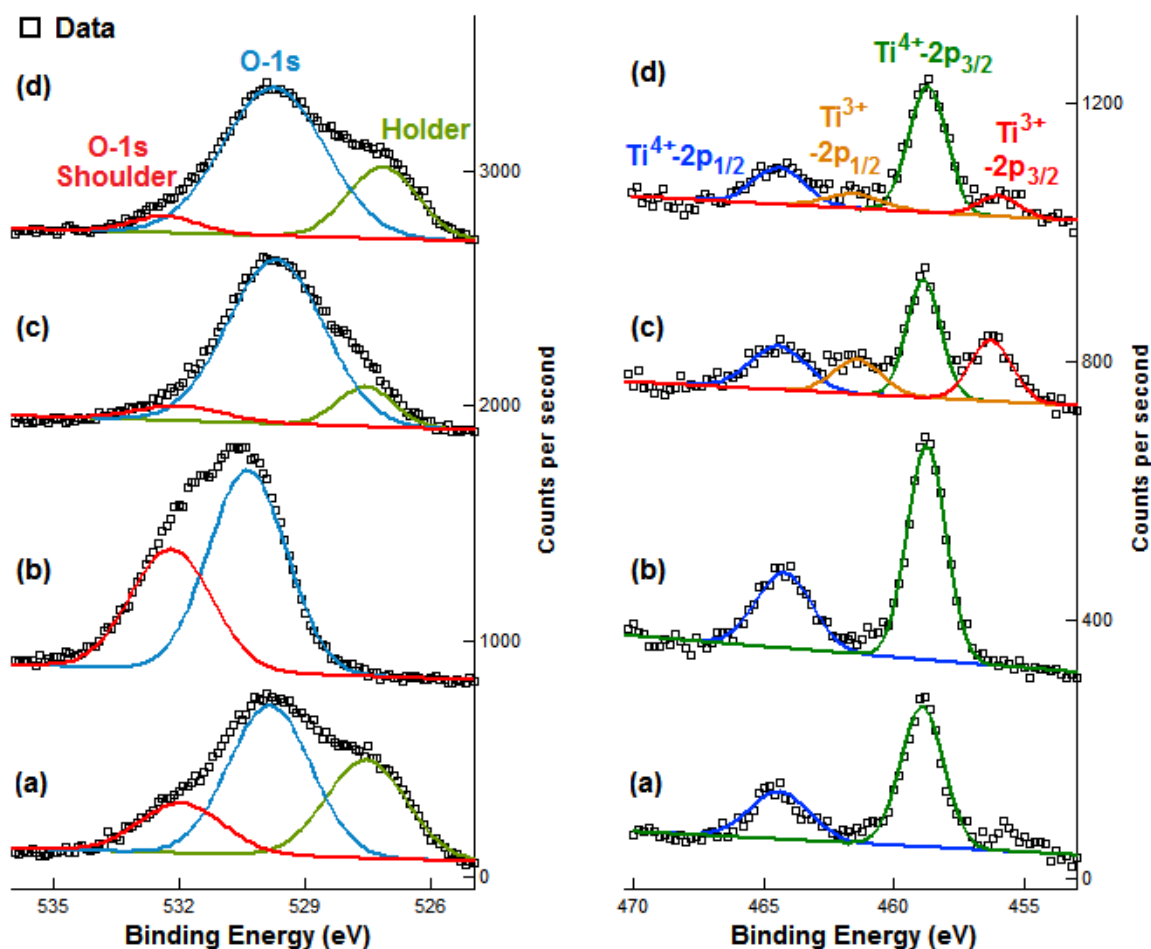 Data
(d)
O-1s
O-1s
Shoulder
Holder
3000
(c)
2000
(b)
1000
(a)
0
Counts per second
535
532
529
526
Binding Energy (eV)
(d)
Ti4+-2p3/2
Ti3+
-2p1/2
Ti4+-2p1/2
Ti3+
-2p3/2
1200
(c)
800
(b)
400
(a)
0
Counts per second
470
465
460
455
Binding Energy (eV)